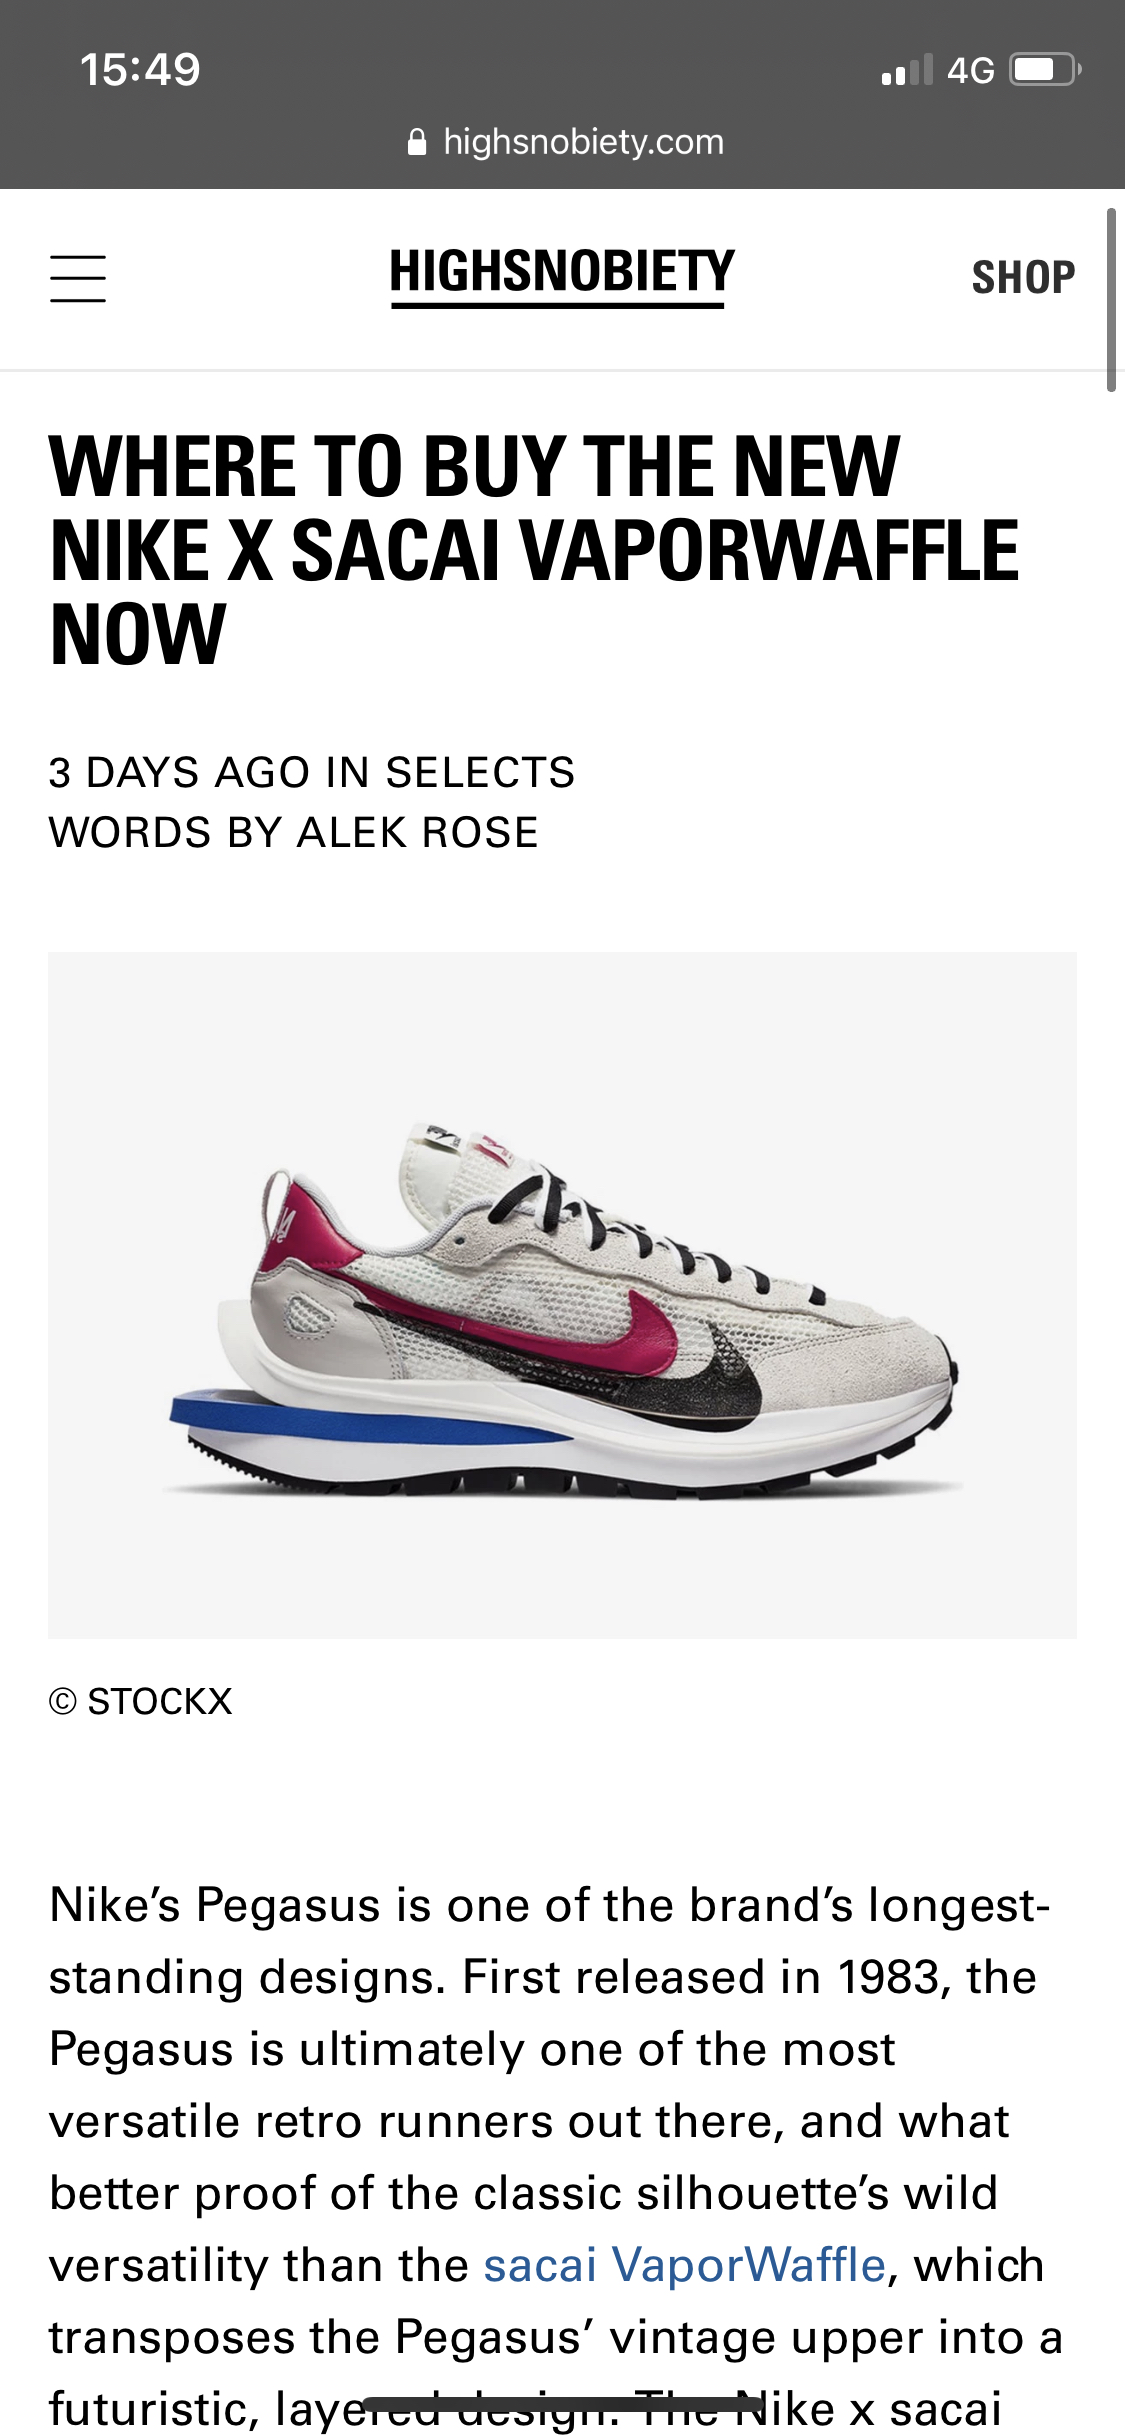 15:49
4G
highsnobiety.com
HIGHSNOBIETY
SHOP
WHERE TO BUY THE NEW
NIKE X SACAI VAPORWAFFLE
NOW
3 DAYS AGO IN SELECTS
WORDS BY ALEK ROSE
© STOCKX
Nike’s Pegasus is one of the brand’s longest-
standing designs. First released in 1983, the
Pegasus is ultimately one of the most
versatile retro runners out there, and what
better proof of the classic silhouette’s wild
versatility than the sacai VaporWaffle, which
transposes the Pegasus’ vintage upper into a
futuristic, layered design. The Nike x sacai